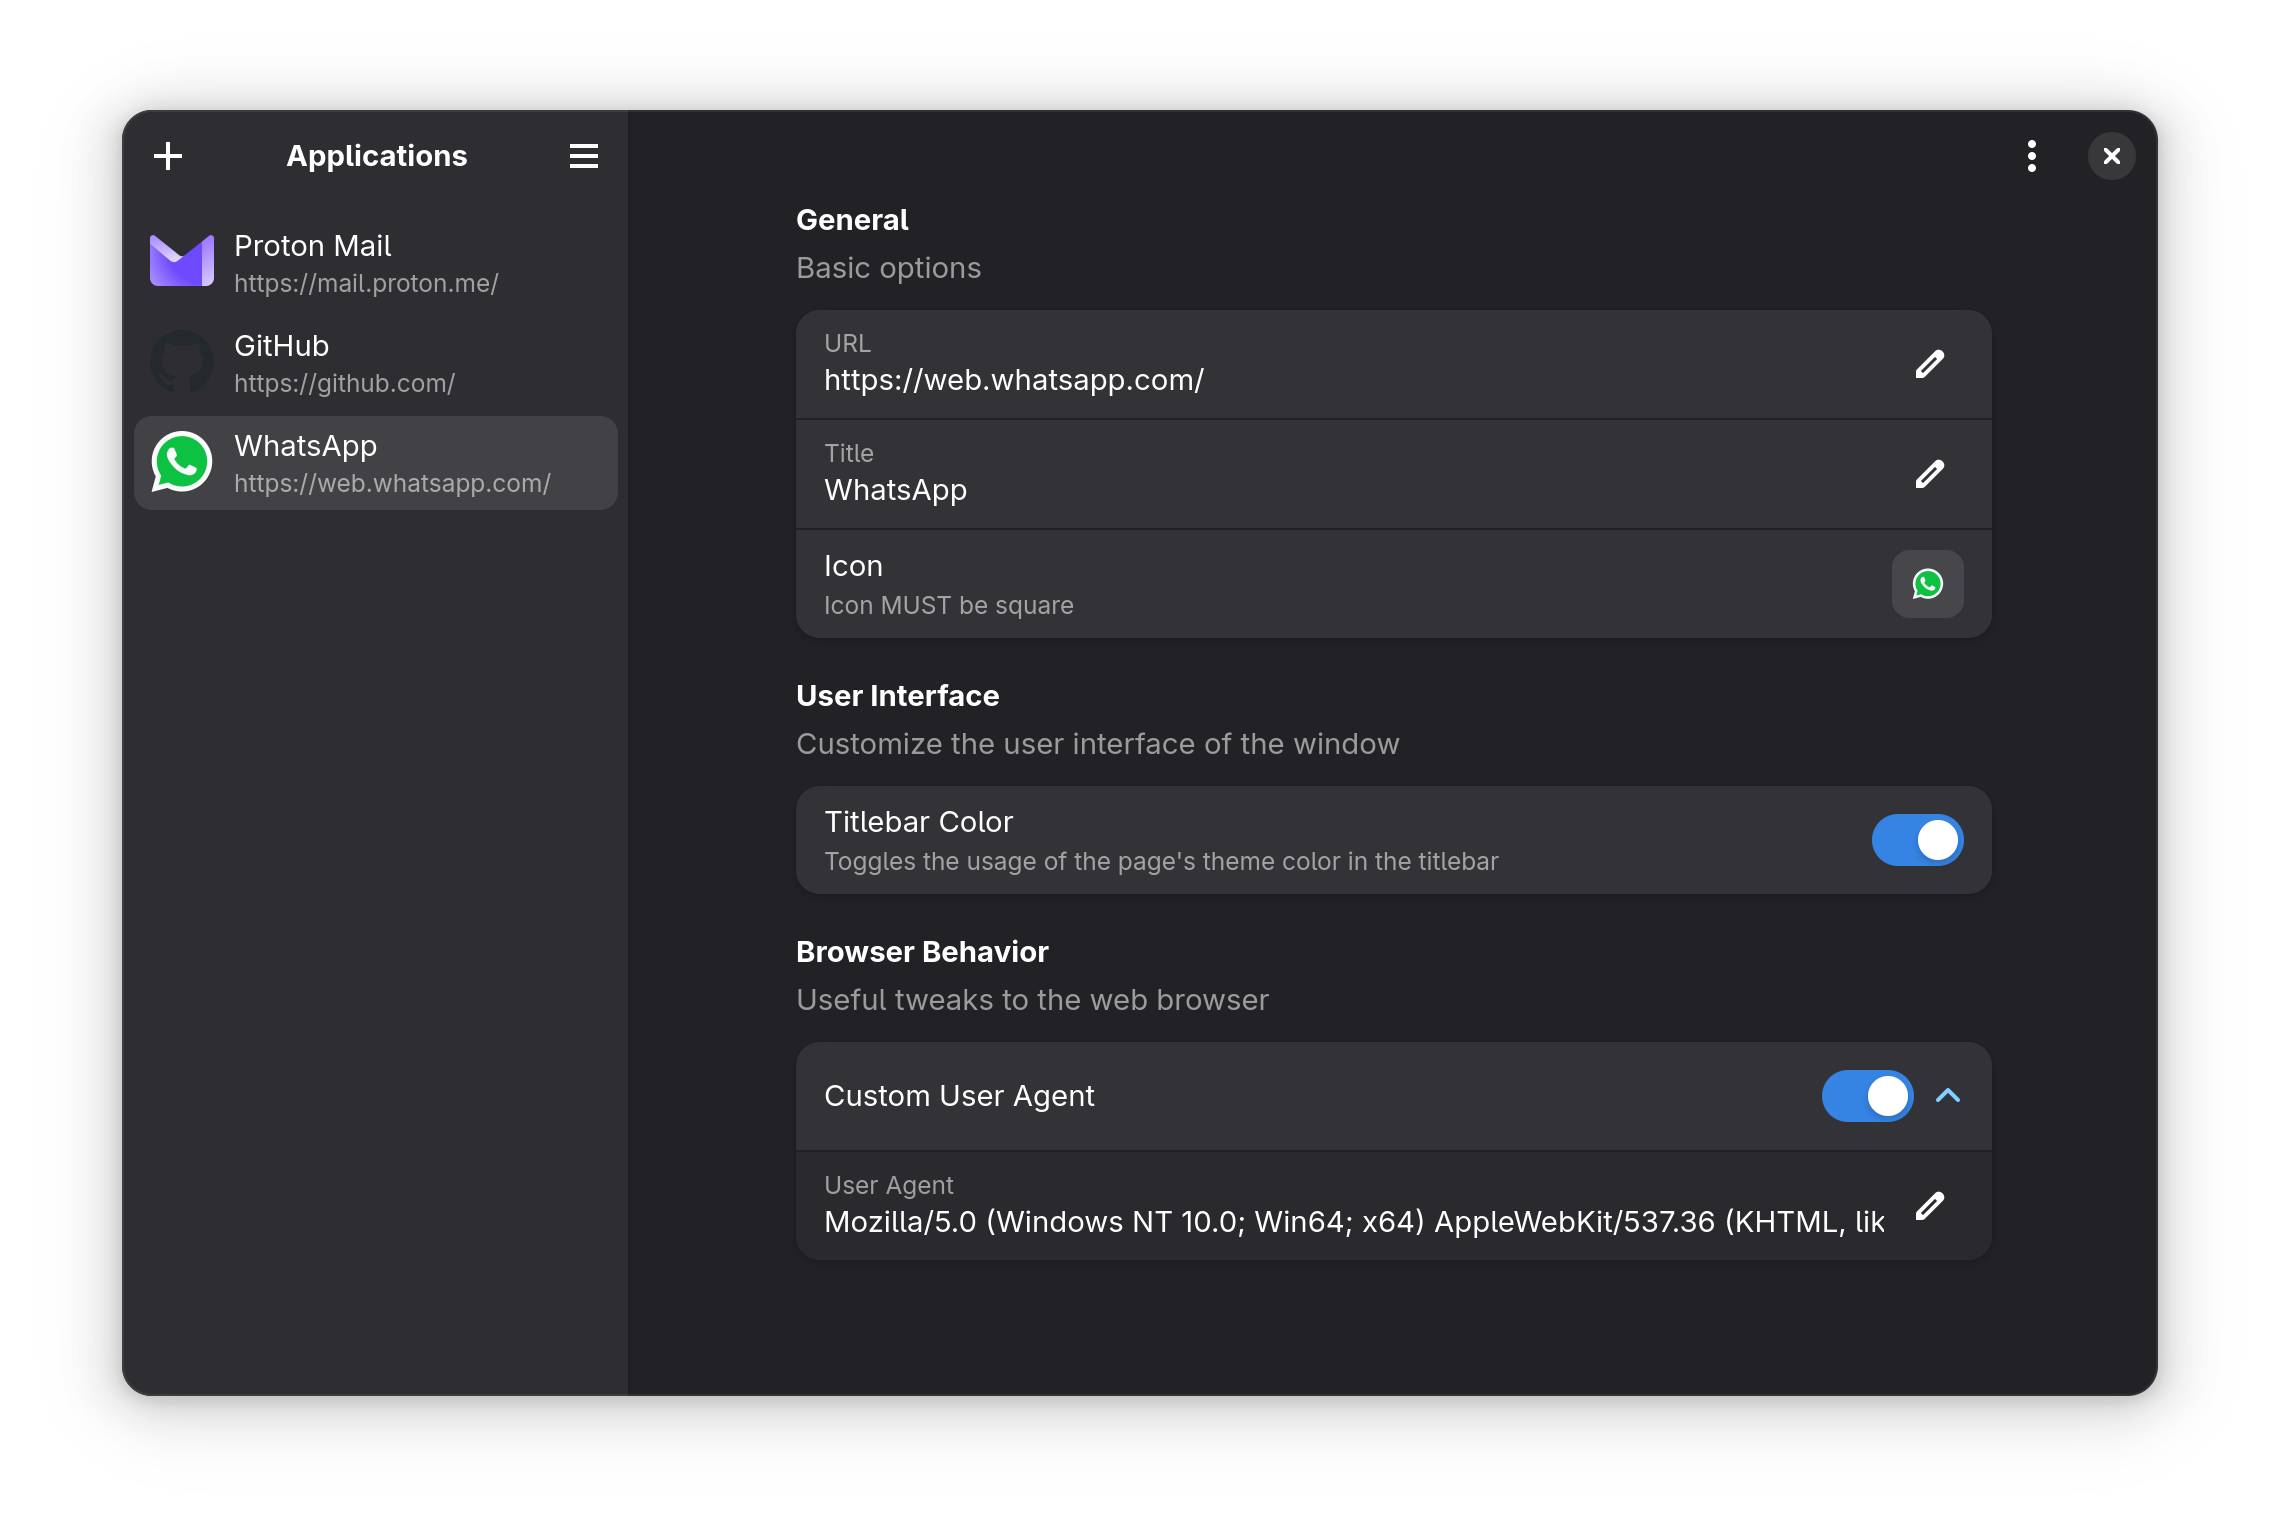 Applications
Proton Mail
https://mail.proton.me/
GitHub
https://github.com/
WhatsApp
https://web.whatsapp.com/
General
Basic options
URL
https://web.whatsapp.com/
Title
WhatsApp
Icon
Icon MUST be square
User Interface
Customize the user interface of the window
Titlebar Color
Toggles the usage of the page's theme color in the titlebar
Browser Behavior
Useful tweaks to the web browser
Custom User Agent
User Agent
Mozilla/5.0 (Windows NT 10.0; Win64; x64) AppleWebKit/537.36 (KHTML, lik